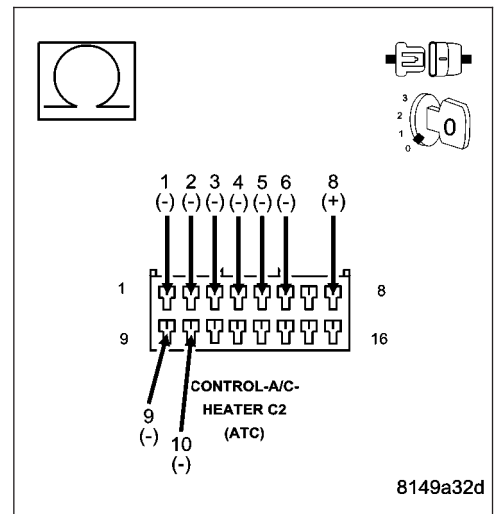 3
2
1
0
0
1 2 3 4 5 6 8
(-) (-) (-) (-) (-) (-) (+)
1 8
9 16
CONTROL-A/C-
HEATER C2
(ATC)
9
(-)
10
(-)
8149a32d